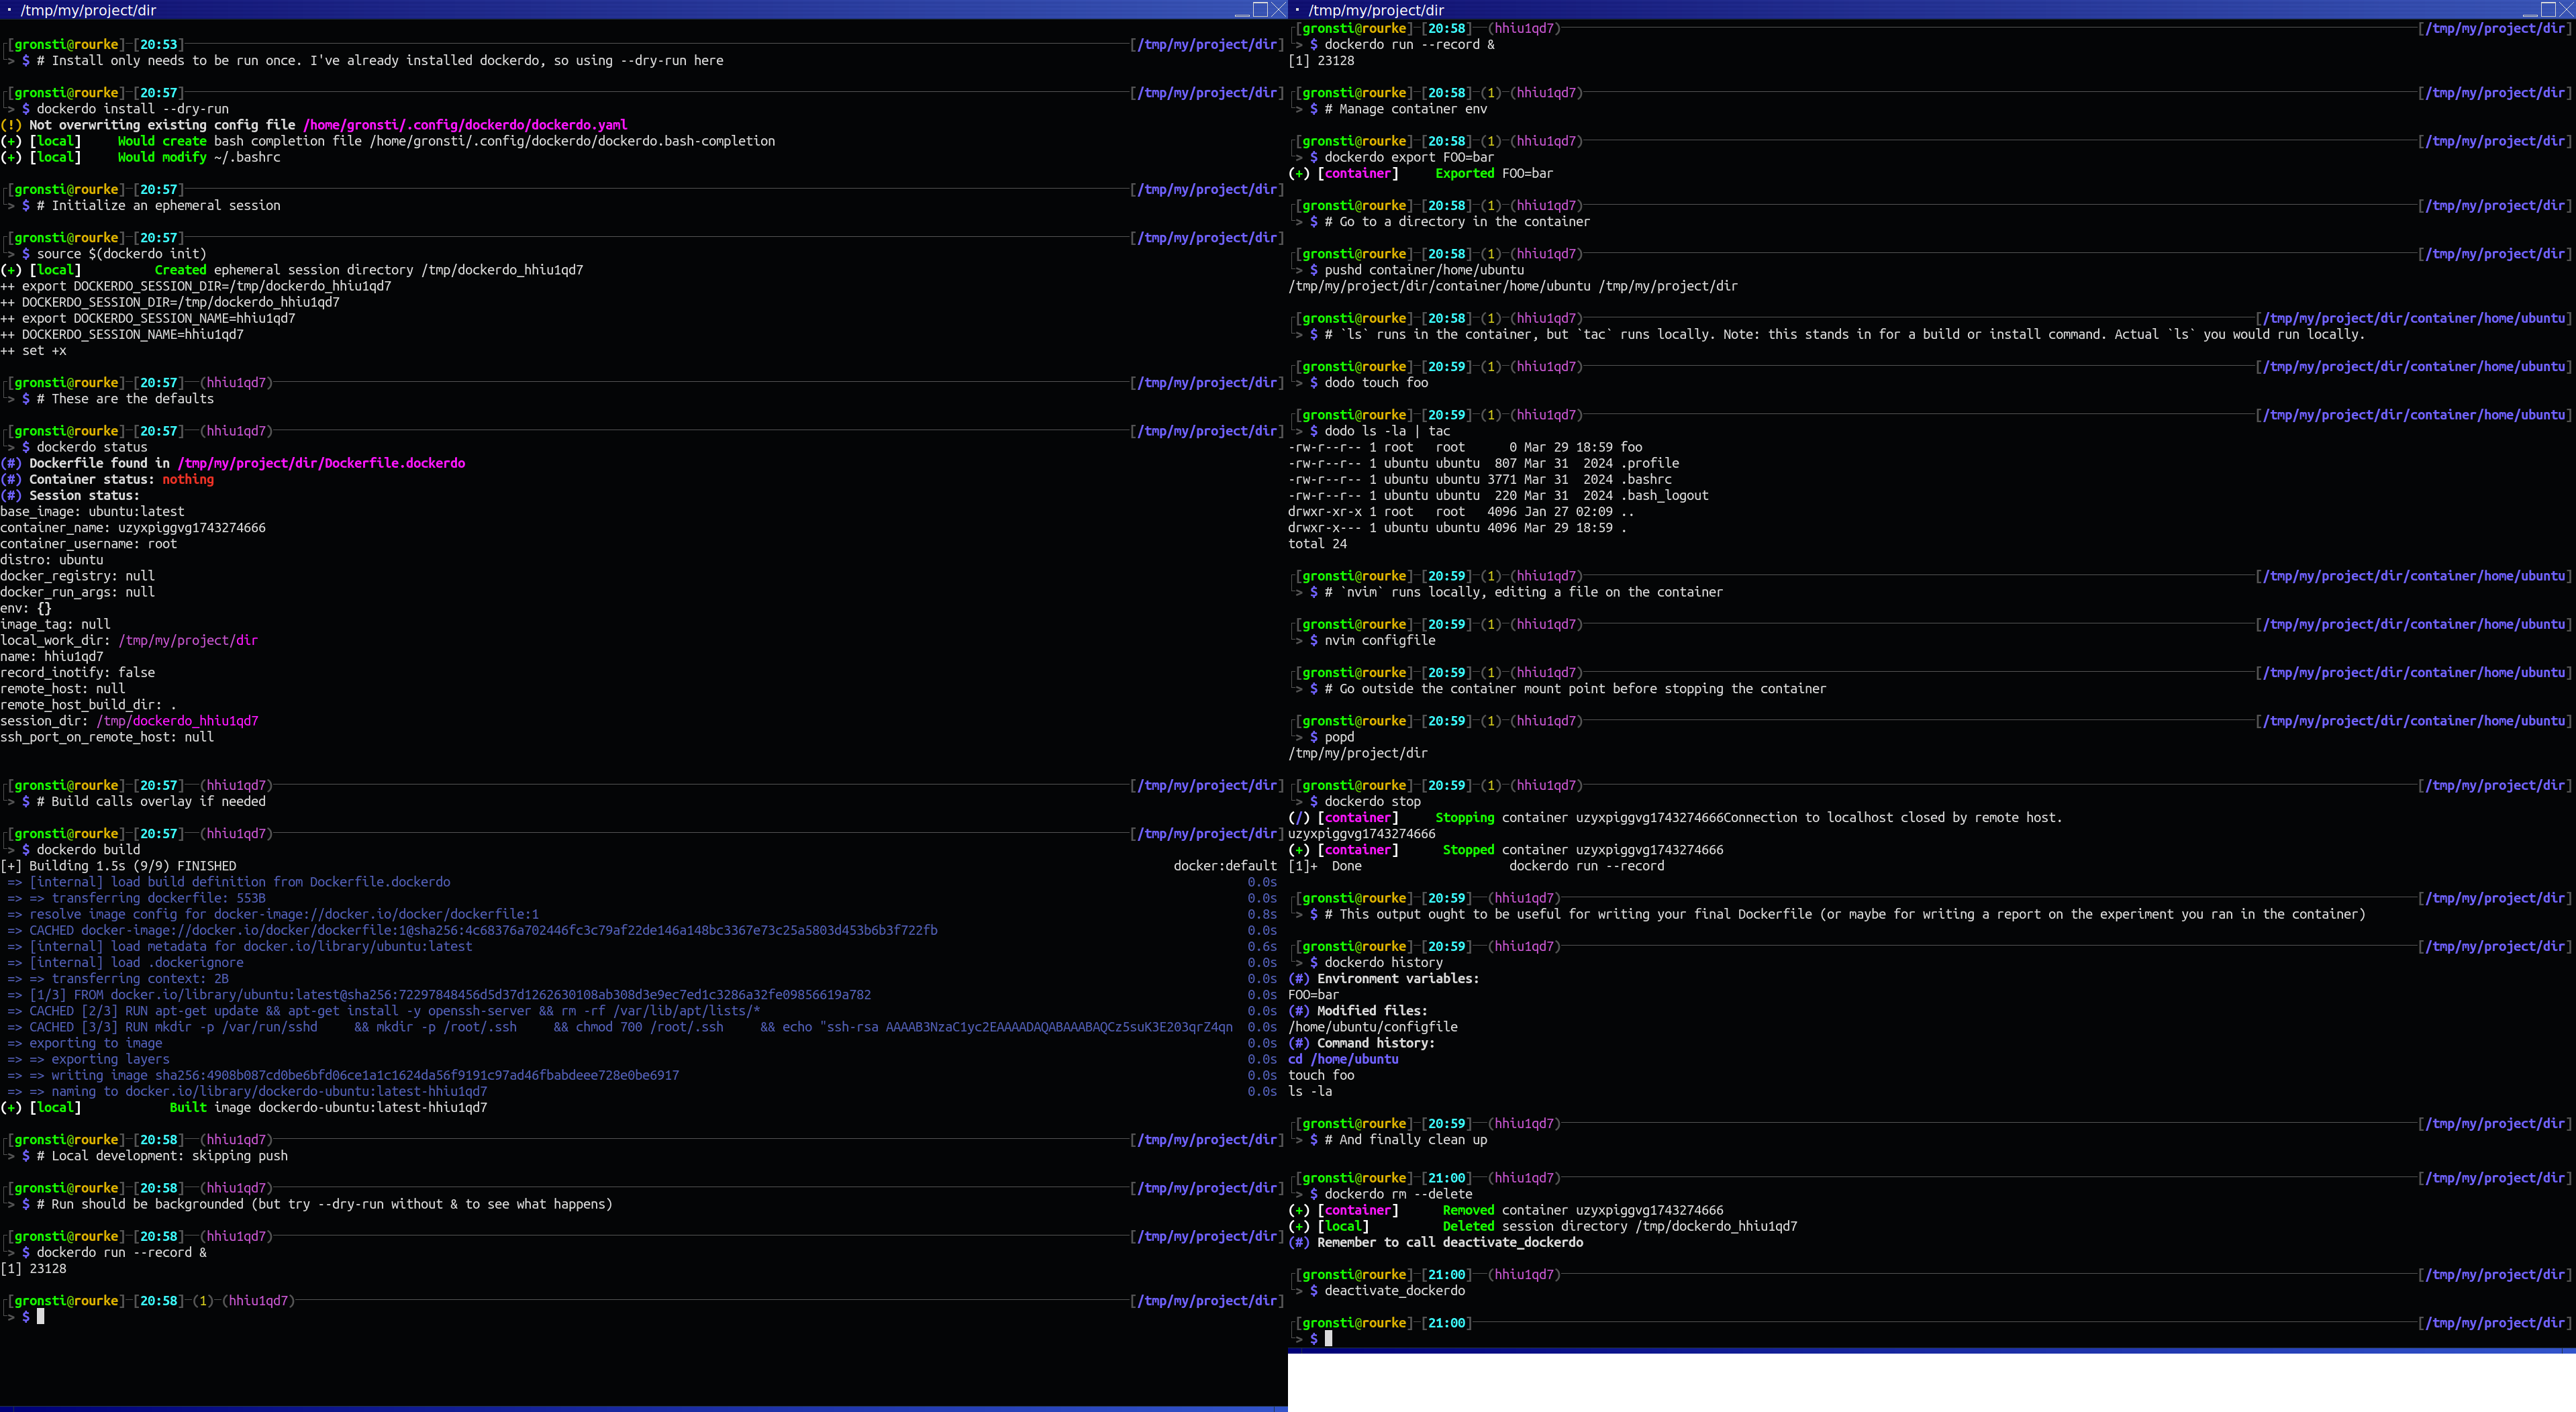 /tmp/my/project/dir
[gronsti@rourke] [20:53] [/tmp/my/project/dir]
> $ # Install only needs to be run once. I've already installed dockerdo, so using --dry-run here
[gronsti@rourke] [20:57] [/tmp/my/project/dir]
> $ dockerdo install --dry-run
(!) Not overwriting existing config file /home/gronsti/.config/dockerdo/dockerdo.yaml
(+) [local] Would create bash completion file /home/gronsti/.config/dockerdo/dockerdo.bash-completion
(+) [local] Would modify ~/.bashrc
[gronsti@rourke] [20:57] [/tmp/my/project/dir]
> $ # Initialize an ephemeral session
[gronsti@rourke] [20:57] [/tmp/my/project/dir]
> $ source $(dockerdo init)
(+) [local] Created ephemeral session directory /tmp/dockerdo_hhiu1qd7
++ export DOCKERDO_SESSION_DIR=/tmp/dockerdo_hhiu1qd7
++ DOCKERDO_SESSION_DIR=/tmp/dockerdo_hhiu1qd7
++ export DOCKERDO_SESSION_NAME=hhiu1qd7
++ DOCKERDO_SESSION_NAME=hhiu1qd7
++ set +x
[gronsti@rourke] [20:57] (hhiu1qd7) [/tmp/my/project/dir]
> $ # These are the defaults
[gronsti@rourke] [20:57] (hhiu1qd7) [/tmp/my/project/dir]
> $ dockerdo status
(#) Dockerfile found in /tmp/my/project/dir/Dockerfile.dockerdo
(#) Container status: nothing
(#) Session status:
base_image: ubuntu:latest
container_name: uzyxpiggvg1743274666
container_username: root
distro: ubuntu
docker_registry: null
docker_run_args: null
env: {}
image_tag: null
local_work_dir: /tmp/my/project/dir
name: hhiu1qd7
record_inotify: false
remote_host: null
remote_host_build_dir: .
session_dir: /tmp/dockerdo_hhiu1qd7
ssh_port_on_remote_host: null
[gronsti@rourke] [20:57] (hhiu1qd7) [/tmp/my/project/dir]
> $ # Build calls overlay if needed
[gronsti@rourke] [20:57] (hhiu1qd7) [/tmp/my/project/dir]
> $ dockerdo build
[+] Building 1.5s (9/9) FINISHED docker:default
=> [internal] load build definition from Dockerfile.dockerdo 0.0s
=> => transferring dockerfile: 553B 0.0s
=> resolve image config for docker-image://docker.io/docker/dockerfile:1 0.8s
=> CACHED docker-image://docker.io/docker/dockerfile:1@sha256:4c68376a702446fc3c79af22de146a148bc3367e73c25a5803d453b6b3f722fb 0.0s
=> [internal] load metadata for docker.io/library/ubuntu:latest 0.6s
=> [internal] load .dockerignore 0.0s
=> => transferring context: 2B 0.0s
=> [1/3] FROM docker.io/library/ubuntu:latest@sha256:72297848456d5d37d1262630108ab308d3e9ec7ed1c3286a32fe09856619a782 0.0s
=> CACHED [2/3] RUN apt-get update && apt-get install -y openssh-server && rm -rf /var/lib/apt/lists/* 0.0s
=> CACHED [3/3] RUN mkdir -p /var/run/sshd && mkdir -p /root/.ssh && chmod 700 /root/.ssh && echo "ssh-rsa AAAAB3NzaC1yc2EAAAADAQABAAABAQCz5suK3E203qrZ4qn 0.0s
=> exporting to image 0.0s
=> => exporting layers 0.0s
=> => writing image sha256:4908b087cd0be6bfd06ce1a1c1624da56f9191c97ad46fbabdeee728e0be6917 0.0s
=> => naming to docker.io/library/dockerdo-ubuntu:latest-hhiu1qd7 0.0s
(+) [local] Built image dockerdo-ubuntu:latest-hhiu1qd7
[gronsti@rourke] [20:58] (hhiu1qd7) [/tmp/my/project/dir]
> $ # Local development: skipping push
[gronsti@rourke] [20:58] (hhiu1qd7) [/tmp/my/project/dir]
> $ # Run should be backgrounded (but try --dry-run without & to see what happens)
[gronsti@rourke] [20:58] (hhiu1qd7) [/tmp/my/project/dir]
> $ dockerdo run --record &
[1] 23128
[gronsti@rourke] [20:58] (1) (hhiu1qd7) [/tmp/my/project/dir]
> $
/tmp/my/project/dir
[gronsti@rourke] [20:58] (hhiu1qd7) [/tmp/my/project/dir]
> $ dockerdo run --record &
[1] 23128
[gronsti@rourke] [20:58] (1) (hhiu1qd7) [/tmp/my/project/dir]
> $ # Manage container env
[gronsti@rourke] [20:58] (1) (hhiu1qd7) [/tmp/my/project/dir]
> $ dockerdo export FOO=bar
(+) [container] Exported FOO=bar
[gronsti@rourke] [20:58] (1) (hhiu1qd7) [/tmp/my/project/dir]
> $ # Go to a directory in the container
[gronsti@rourke] [20:58] (1) (hhiu1qd7) [/tmp/my/project/dir]
> $ pushd container/home/ubuntu
/tmp/my/project/dir/container/home/ubuntu /tmp/my/project/dir
[gronsti@rourke] [20:58] (1) (hhiu1qd7) [/tmp/my/project/dir/container/home/ubuntu]
> $ # `ls` runs in the container, but `tac` runs locally. Note: this stands in for a build or install command. Actual `ls` you would run locally.
[gronsti@rourke] [20:59] (1) (hhiu1qd7) [/tmp/my/project/dir/container/home/ubuntu]
> $ dodo touch foo
[gronsti@rourke] [20:59] (1) (hhiu1qd7) [/tmp/my/project/dir/container/home/ubuntu]
> $ dodo ls -la | tac
-rw-r--r-- 1 root root 0 Mar 29 18:59 foo
-rw-r--r-- 1 ubuntu ubuntu 807 Mar 31 2024 .profile
-rw-r--r-- 1 ubuntu ubuntu 3771 Mar 31 2024 .bashrc
-rw-r--r-- 1 ubuntu ubuntu 220 Mar 31 2024 .bash_logout
drwxr-xr-x 1 root root 4096 Jan 27 02:09 ..
drwxr-x--- 1 ubuntu ubuntu 4096 Mar 29 18:59 .
total 24
[gronsti@rourke] [20:59] (1) (hhiu1qd7) [/tmp/my/project/dir/container/home/ubuntu]
> $ # `nvim` runs locally, editing a file on the container
[gronsti@rourke] [20:59] (1) (hhiu1qd7) [/tmp/my/project/dir/container/home/ubuntu]
> $ nvim configfile
[gronsti@rourke] [20:59] (1) (hhiu1qd7) [/tmp/my/project/dir/container/home/ubuntu]
> $ # Go outside the container mount point before stopping the container
[gronsti@rourke] [20:59] (1) (hhiu1qd7) [/tmp/my/project/dir/container/home/ubuntu]
> $ popd
/tmp/my/project/dir
[gronsti@rourke] [20:59] (1) (hhiu1qd7) [/tmp/my/project/dir]
> $ dockerdo stop
(/) [container] Stopping container uzyxpiggvg1743274666Connection to localhost closed by remote host.
uzyxpiggvg1743274666
(+) [container] Stopped container uzyxpiggvg1743274666
[1]+ Done dockerdo run --record
[gronsti@rourke] [20:59] (hhiu1qd7) [/tmp/my/project/dir]
> $ # This output ought to be useful for writing your final Dockerfile (or maybe for writing a report on the experiment you ran in the container)
[gronsti@rourke] [20:59] (hhiu1qd7) [/tmp/my/project/dir]
> $ dockerdo history
(#) Environment variables:
FOO=bar
(#) Modified files:
/home/ubuntu/configfile
(#) Command history:
cd /home/ubuntu
touch foo
ls -la
[gronsti@rourke] [20:59] (hhiu1qd7) [/tmp/my/project/dir]
> $ # And finally clean up
[gronsti@rourke] [21:00] (hhiu1qd7) [/tmp/my/project/dir]
> $ dockerdo rm --delete
(+) [container] Removed container uzyxpiggvg1743274666
(+) [local] Deleted session directory /tmp/dockerdo_hhiu1qd7
(#) Remember to call deactivate_dockerdo
[gronsti@rourke] [21:00] (hhiu1qd7) [/tmp/my/project/dir]
> $ deactivate_dockerdo
[gronsti@rourke] [21:00] [/tmp/my/project/dir]
> $